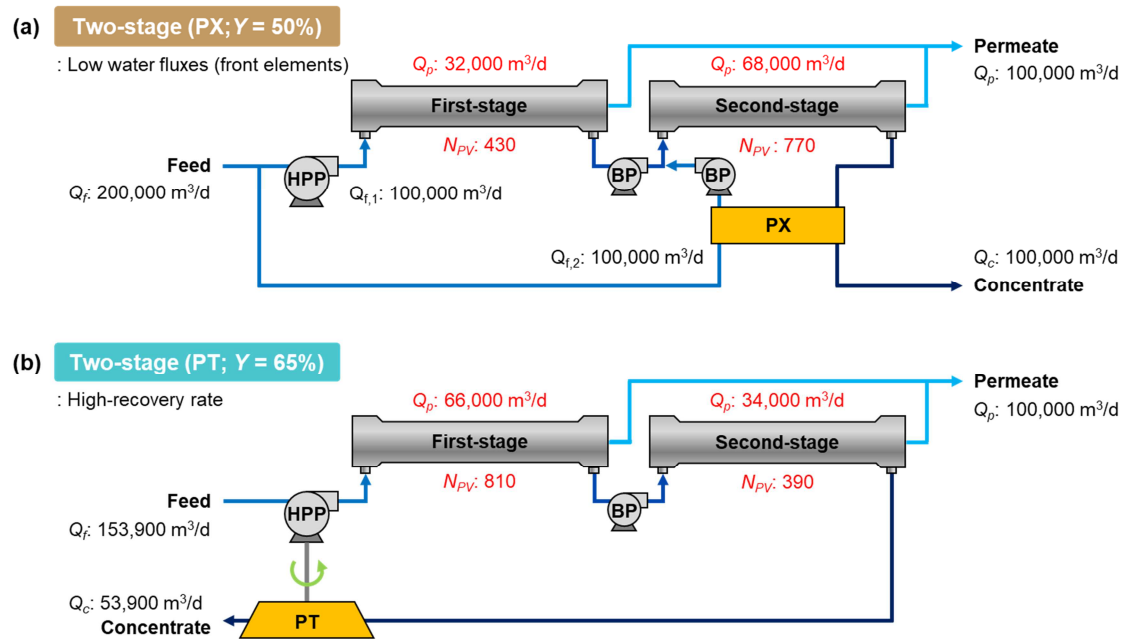 (a) Two-stage (PX; Y = 50%)
: Low water fluxes (front elements)
Qp: 32,000 m³/d
Qp: 68,000 m³/d
Permeate
Qp: 100,000 m³/d
First-stage
Second-stage
NPV: 430
NPV: 770
Feed
Qf: 200,000 m³/d
HPP
Qf,1: 100,000 m³/d
BP
BP
PX
Qf,2: 100,000 m³/d
Qc: 100,000 m³/d
Concentrate
(b) Two-stage (PT; Y = 65%)
: High-recovery rate
Qp: 66,000 m³/d
Qp: 34,000 m³/d
Permeate
Qp: 100,000 m³/d
First-stage
Second-stage
NPV: 810
NPV: 390
Feed
Qf: 153,900 m³/d
HPP
BP
Qc: 53,900 m³/d
Concentrate
PT